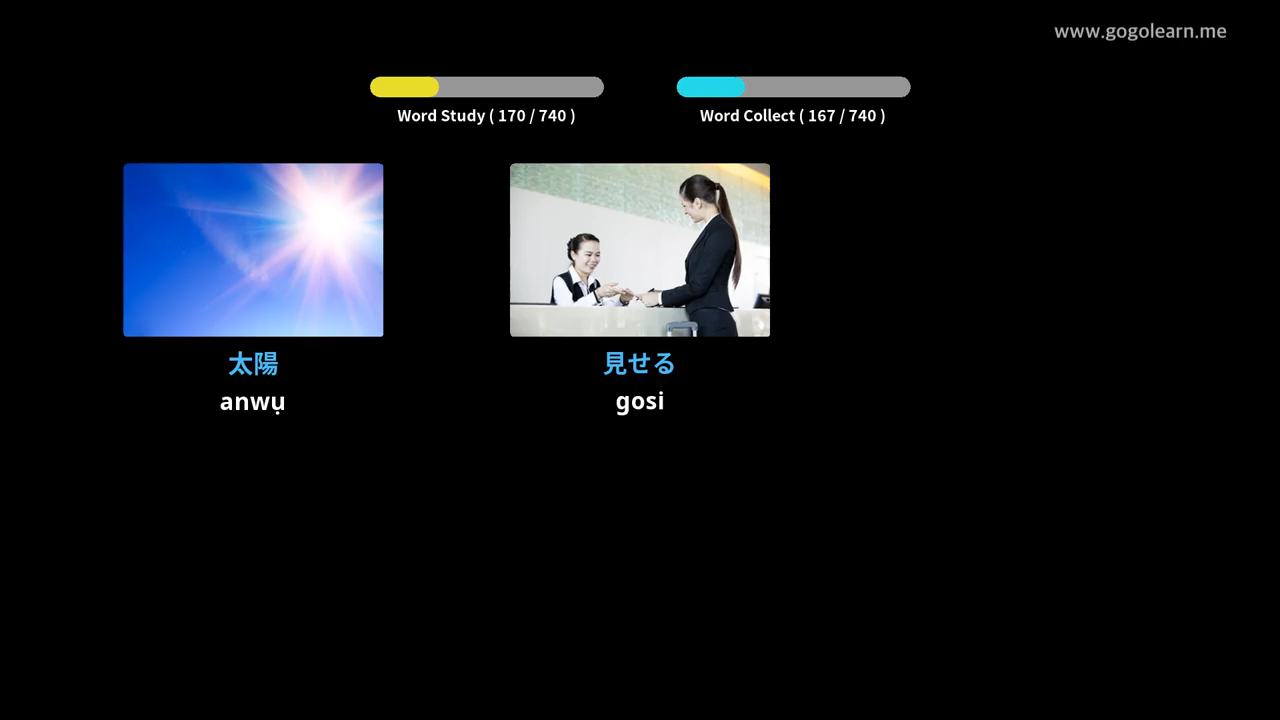 www.gogolearn.me
Word Study ( 170 / 740 )
Word Collect ( 167 / 740 )
太陽
anwụ
見せる
gosi